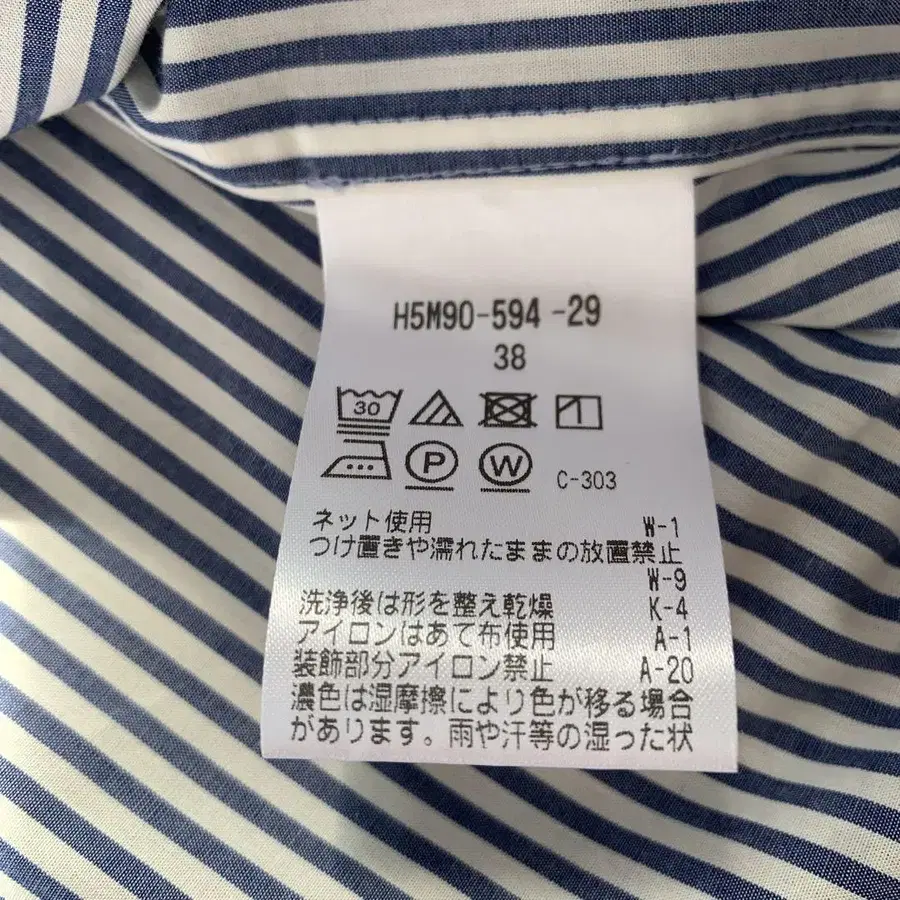 H5M90-594 -29
38
30
P W C-303
ネット使用 W-1
つけ置きや濡れたままの放置禁止
W-9
洗浄後は形を整え乾燥 K-4
アイロンはあて布使用 A-1
装飾部分アイロン禁止 A-20
濃色は湿摩擦により色が移る場合
があります。雨や汗等の湿った状